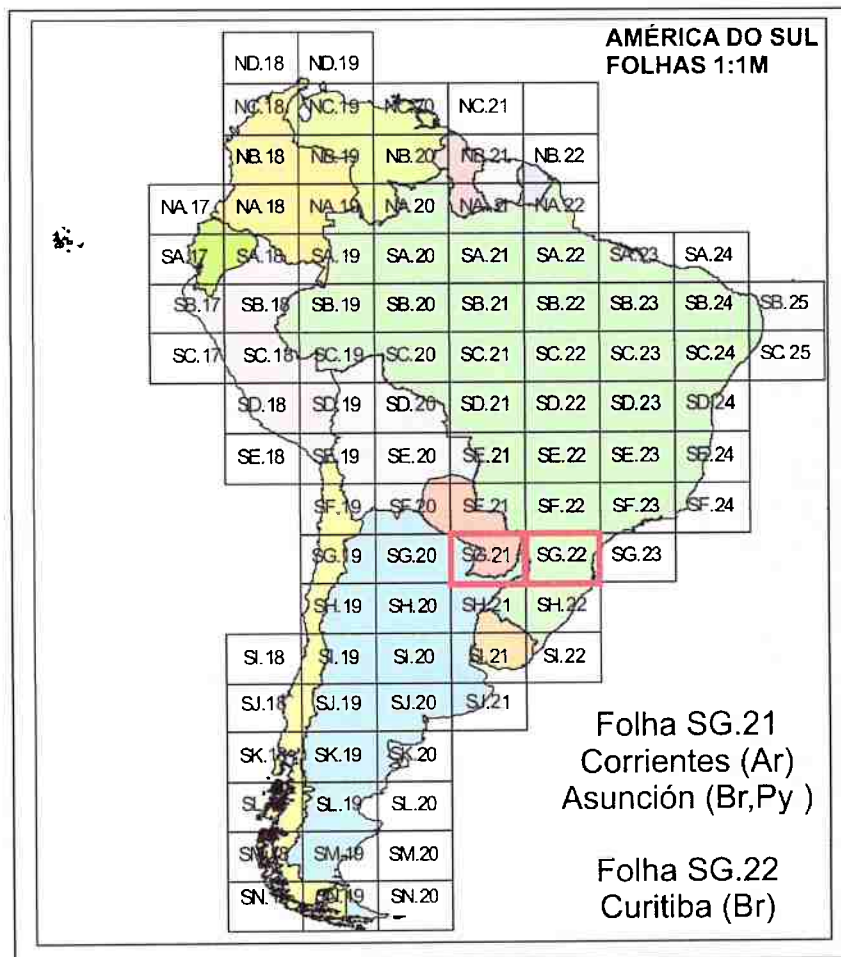 AMÉRICA DO SUL
FOLHAS 1:1M
ND.18 ND.19
NC.18 NC.19 NC.20 NC.21
NB.18 NB.19 NB.20 NB.21 NB.22
NA.17 NA.18 NA.19 NA.20 NA.21 NA.22
SA.17 SA.18 SA.19 SA.20 SA.21 SA.22 SA.23 SA.24
SB.17 SB.18 SB.19 SB.20 SB.21 SB.22 SB.23 SB.24 SB.25
SC.17 SC.18 SC.19 SC.20 SC.21 SC.22 SC.23 SC.24 SC.25
SD.18 SD.19 SD.20 SD.21 SD.22 SD.23 SD.24
SE.18 SE.19 SE.20 SE.21 SE.22 SE.23 SE.24
SF.19 SF.20 SF.21 SF.22 SF.23 SF.24
SG.19 SG.20 SG.21 SG.22 SG.23
SH.19 SH.20 SH.21 SH.22
SI.18 SI.19 SI.20 SI.21 SI.22
SJ.18 SJ.19 SJ.20 SJ.21
SK.18 SK.19 SK.20
SL.19 SL.20
SM.18 SM.19 SM.20
SN.19 SN.20
Folha SG.21
Corrientes (Ar)
Asunción (Br,Py )
Folha SG.22
Curitiba (Br)